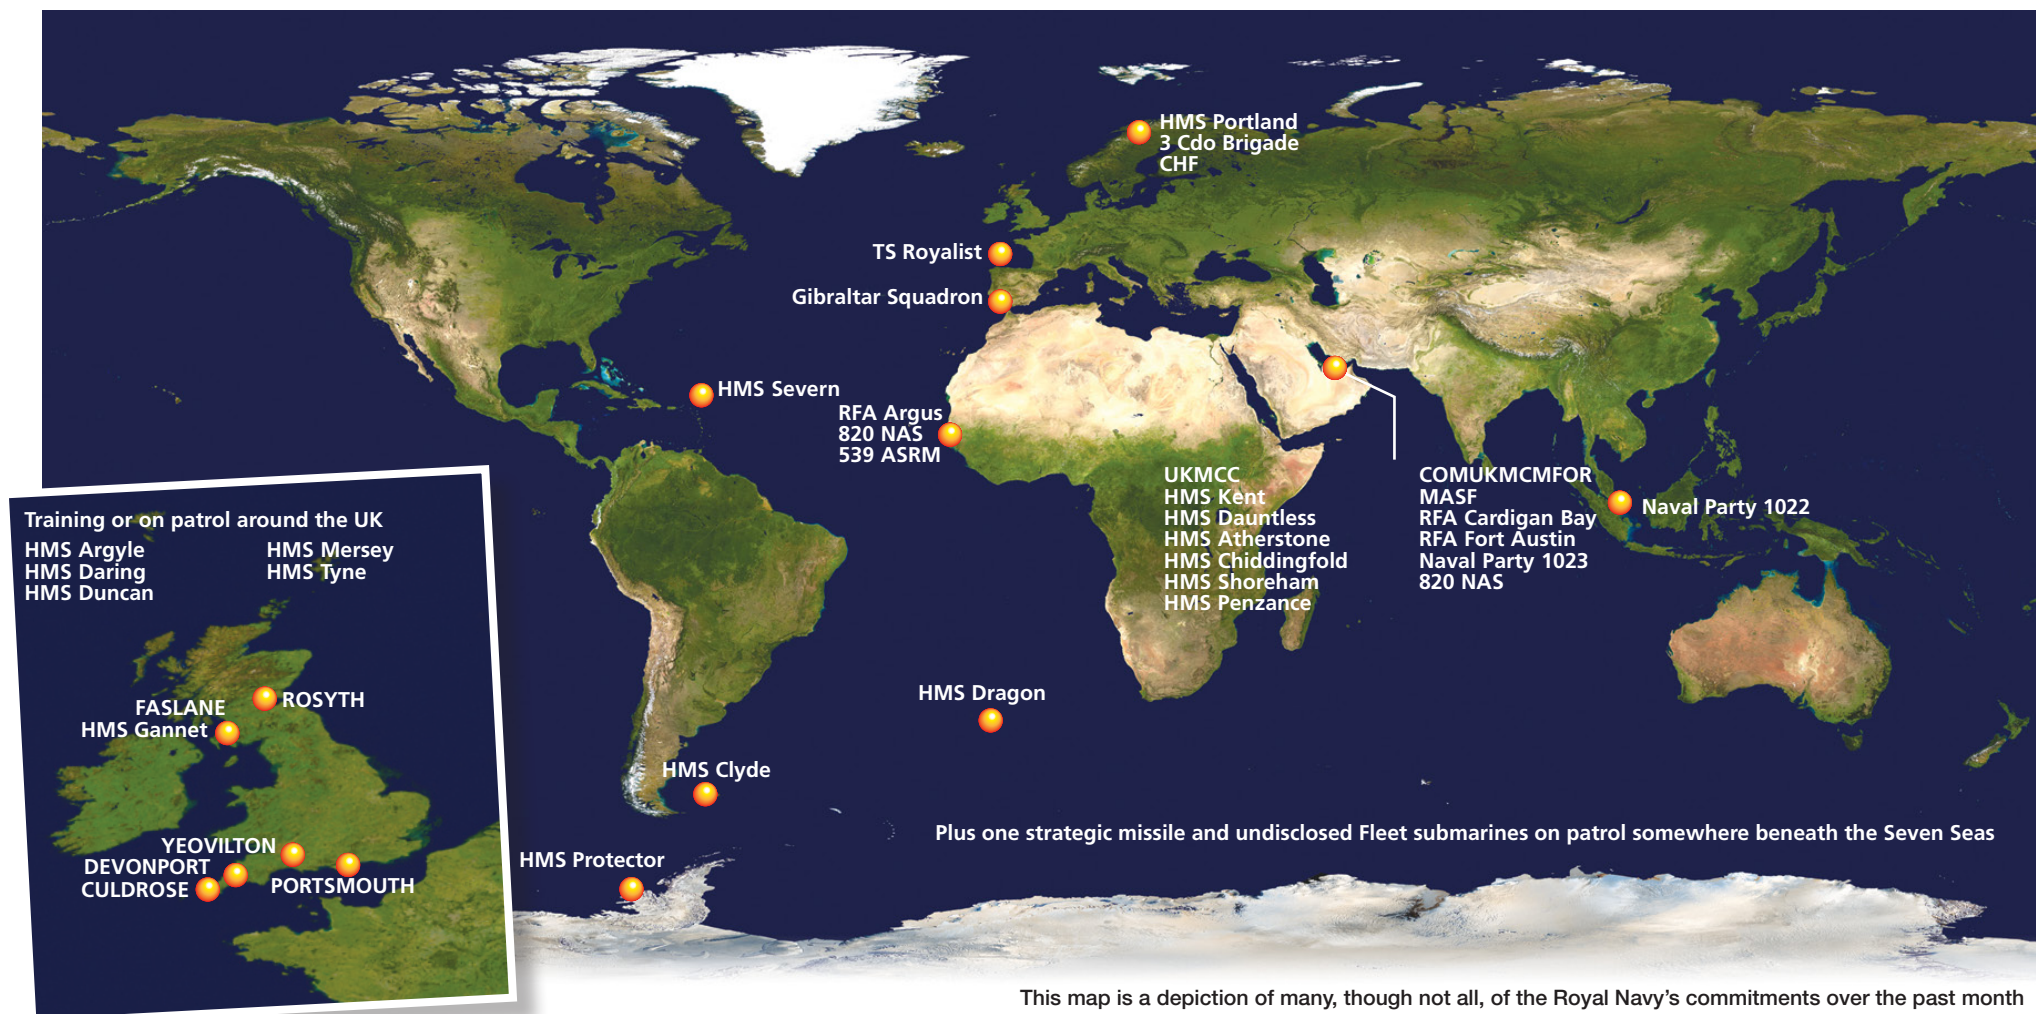 HMS Portland
3 Cdo Brigade
CHF
TS Royalist
Gibraltar Squadron
HMS Severn
RFA Argus
820 NAS
539 ASRM
UKMCC
HMS Kent
HMS Dauntless
HMS Atherstone
HMS Chiddingfold
HMS Shoreham
HMS Penzance
COMUKMCMFOR
MASF
RFA Cardigan Bay
RFA Fort Austin
Naval Party 1023
820 NAS
Naval Party 1022
Training or on patrol around the UK
HMS Argyle
HMS Daring
HMS Duncan
HMS Mersey
HMS Tyne
ROSYTH
FASLANE
HMS Gannet
YEOVILTON
DEVONPORT
CULDROSE
PORTSMOUTH
HMS Dragon
HMS Clyde
HMS Protector
Plus one strategic missile and undisclosed Fleet submarines on patrol somewhere beneath the Seven Seas
This map is a depiction of many, though not all, of the Royal Navy’s commitments over the past month